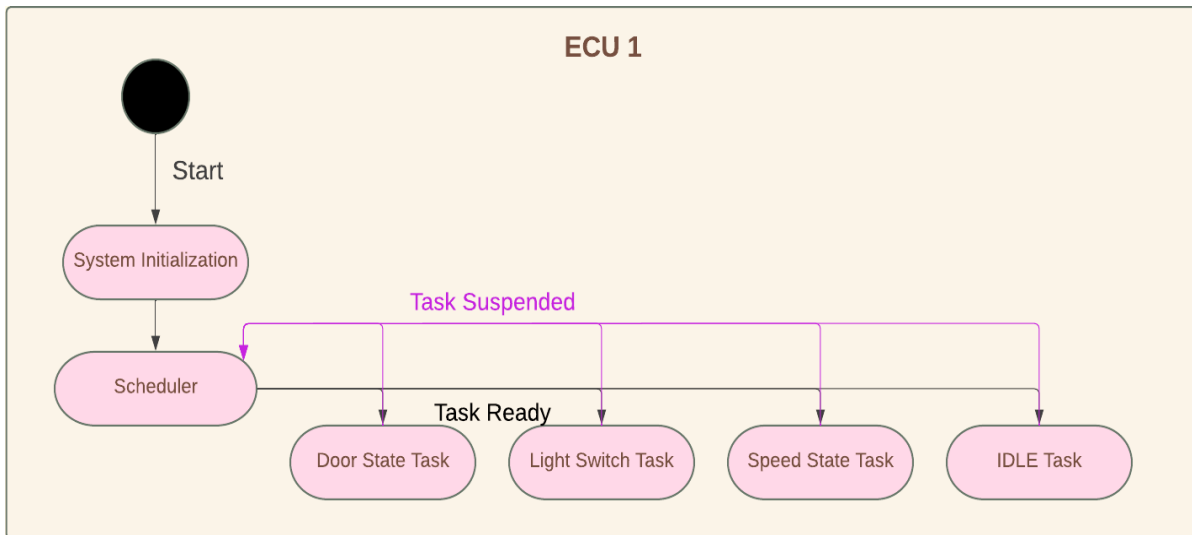 ECU 1
Start
System Initialization
Task Suspended
Scheduler
Task Ready
Door State Task
Light Switch Task
Speed State Task
IDLE Task